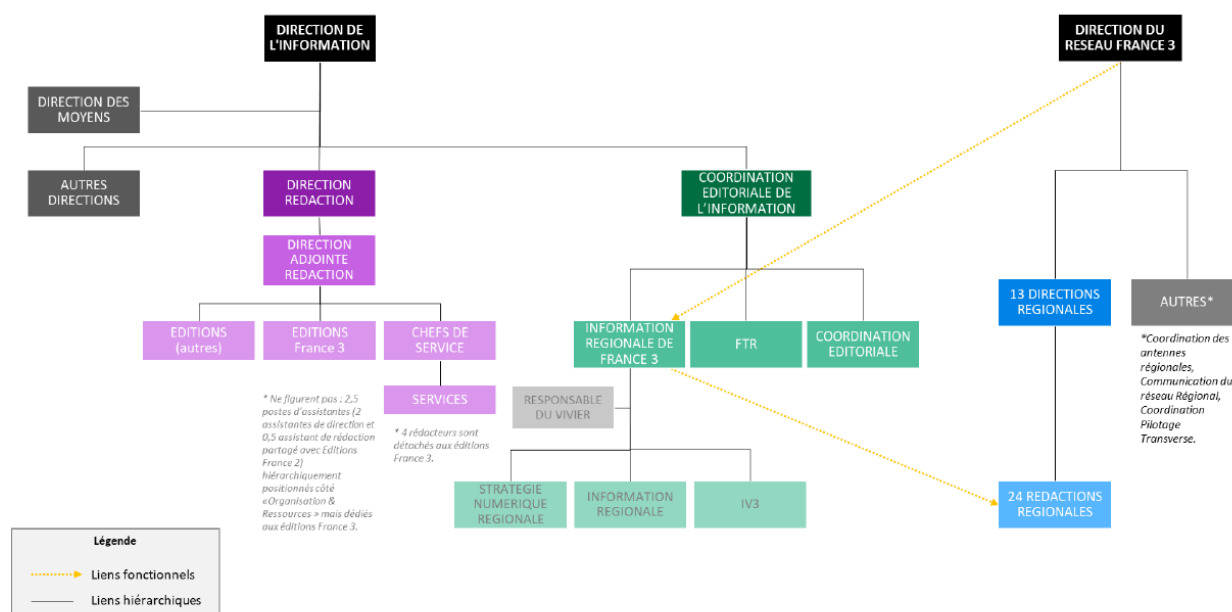 DIRECTION DE
L'INFORMATION
DIRECTION DU
RESEAU FRANCE 3
DIRECTION DES
MOYENS
AUTRES
DIRECTIONS
DIRECTION
REDACTION
COORDINATION
EDITORIALE DE
L'INFORMATION
DIRECTION
ADJOINTE
REDACTION
13 DIRECTIONS
REGIONALES
AUTRES*
EDITIONS
(autres)
EDITIONS
France 3
CHEFS DE
SERVICE
INFORMATION
REGIONALE DE
FRANCE 3
FTR
COORDINATION
EDITORIALE
*Coordination des
antennes
régionales,
Communication du
réseau Régional,
Coordination
Pilotage
Transverse.
SERVICES
RESPONSABLE
DU VIVIER
* Ne figurent pas : 2,5
postes d'assistantes (2
assistantes de direction et
0,5 assistant de rédaction
partagé avec Editions
France 2)
hiérarchiquement
positionnés côté
«Organisation &
Ressources » mais dédiés
aux éditions France 3.
* 4 rédacteurs sont
détachés aux éditions
France 3.
STRATEGIE
NUMERIQUE
REGIONALE
INFORMATION
REGIONALE
IV3
24 REDACTIONS
REGIONALES
Légende
Liens fonctionnels
Liens hiérarchiques